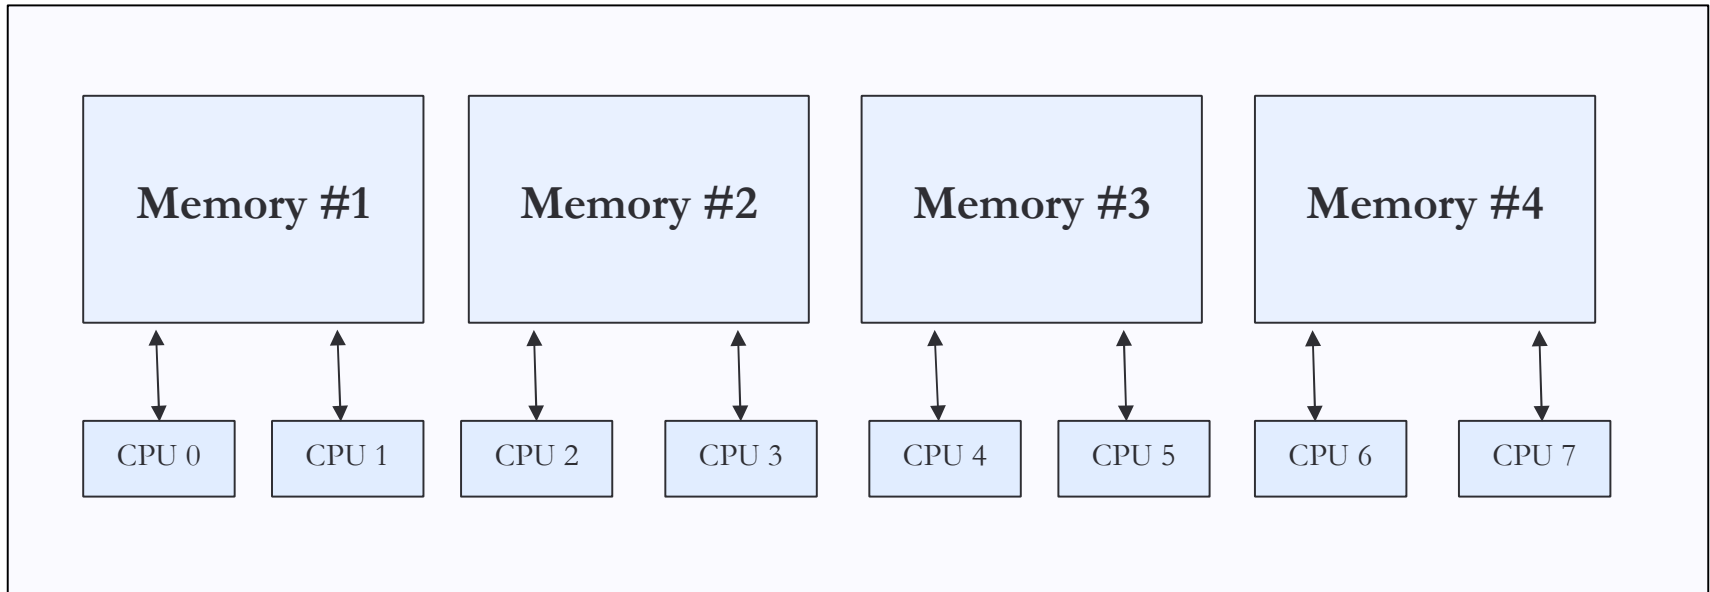 Memory #1
Memory #2
Memory #3
Memory #4
CPU 0
CPU 1
CPU 2
CPU 3
CPU 4
CPU 5
CPU 6
CPU 7